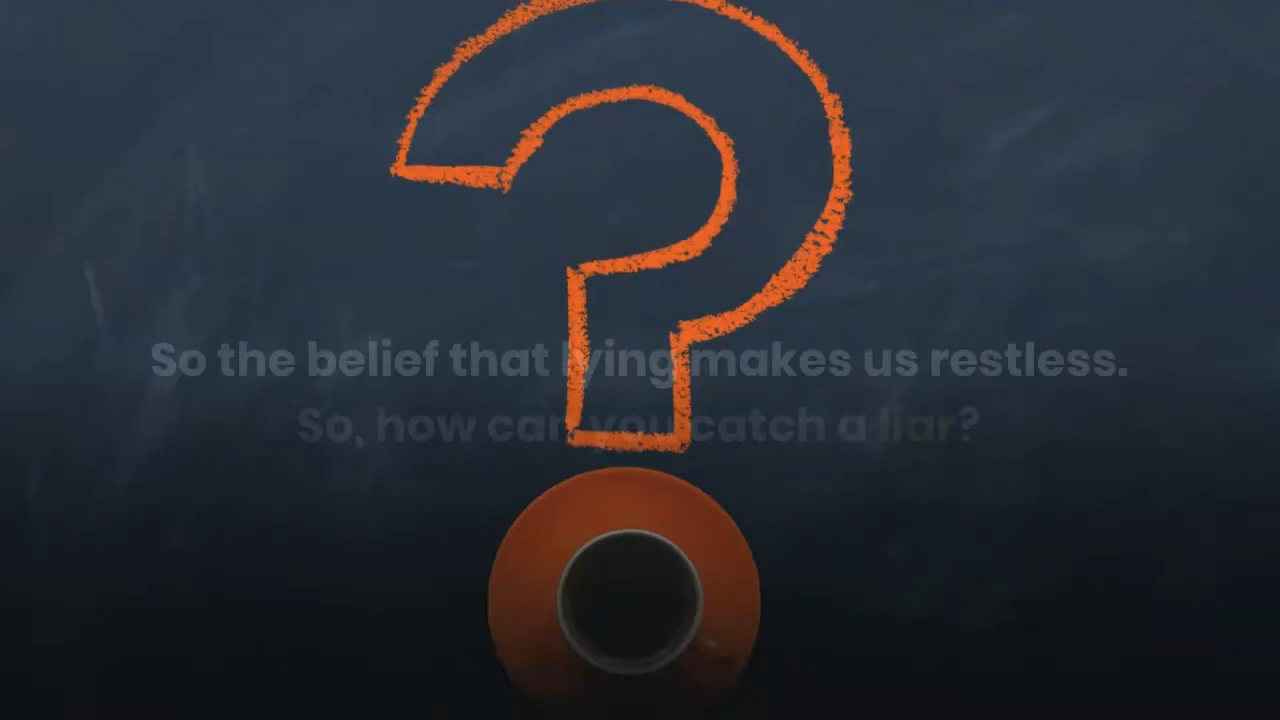 So the belief that lying makes us restless.
So, how can you catch a liar?